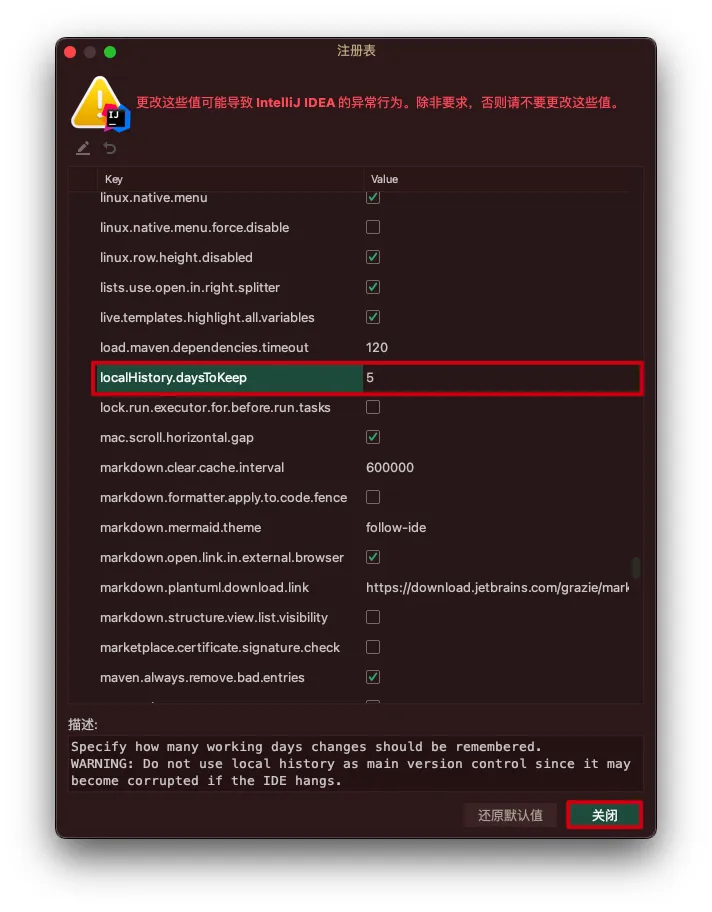 注册表
更改这些值可能导致 IntelliJ IDEA 的异常行为。除非要求，否则请不要更改这些值。
IJ
Key Value
linux.native.menu
linux.native.menu.force.disable
linux.row.height.disabled
lists.use.open.in.right.splitter
live.templates.highlight.all.variables
load.maven.dependencies.timeout 120
localHistory.daysToKeep 5
lock.run.executor.for.before.run.tasks
mac.scroll.horizontal.gap
markdown.clear.cache.interval 600000
markdown.formatter.apply.to.code.fence
markdown.mermaid.theme follow-ide
markdown.open.link.in.external.browser
markdown.plantuml.download.link https://download.jetbrains.com/grazie/mark
markdown.structure.view.list.visibility
marketplace.certificate.signature.check
maven.always.remove.bad.entries
描述:
Specify how many working days changes should be remembered.
WARNING: Do not use local history as main version control since it may
become corrupted if the IDE hangs.
还原默认值 关闭